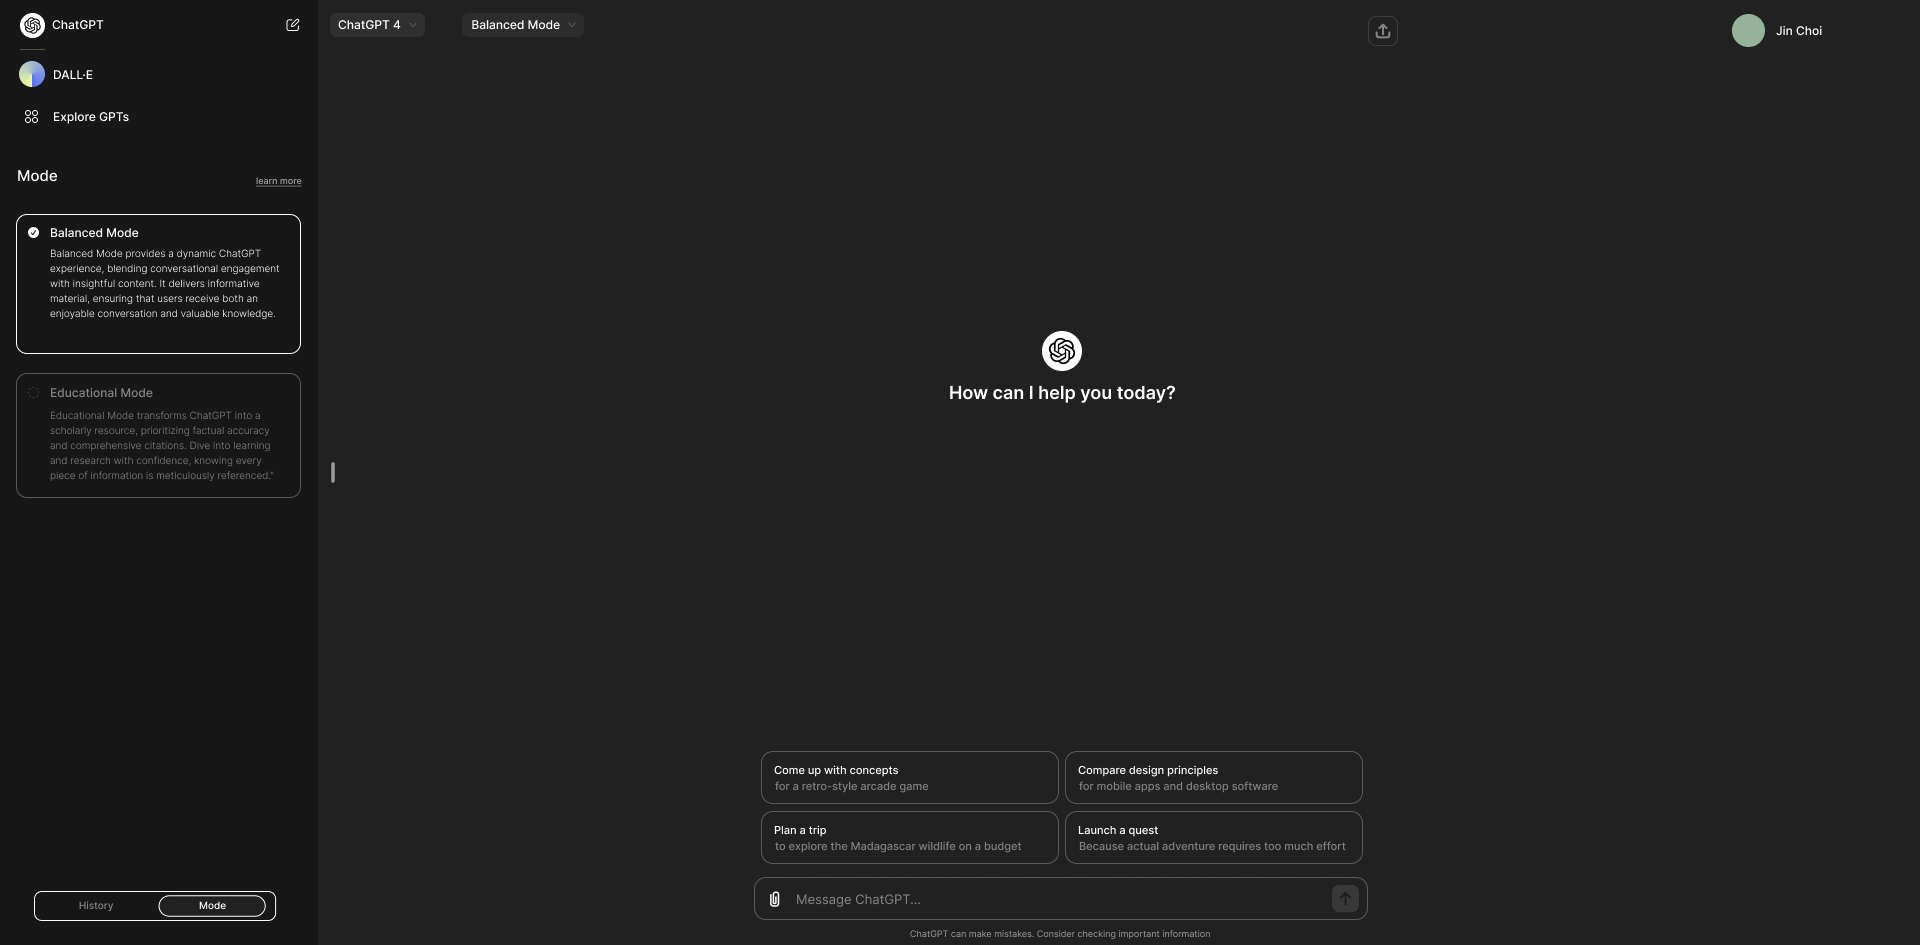 ChatGPT
DALL·E
Explore GPTs
Mode
learn more
Balanced Mode
Balanced Mode provides a dynamic ChatGPT
experience, blending conversational engagement
with insightful content. It delivers informative
material, ensuring that users receive both an
enjoyable conversation and valuable knowledge.
Educational Mode
Educational Mode transforms ChatGPT into a
scholarly resource, prioritizing factual accuracy
and comprehensive citations. Dive into learning
and research with confidence, knowing every
piece of information is meticulously referenced."
History
Mode
ChatGPT 4
Balanced Mode
Jin Choi
How can I help you today?
Come up with concepts
for a retro-style arcade game
Compare design principles
for mobile apps and desktop software
Plan a trip
to explore the Madagascar wildlife on a budget
Launch a quest
Because actual adventure requires too much effort
Message ChatGPT...
ChatGPT can make mistakes. Consider checking important information